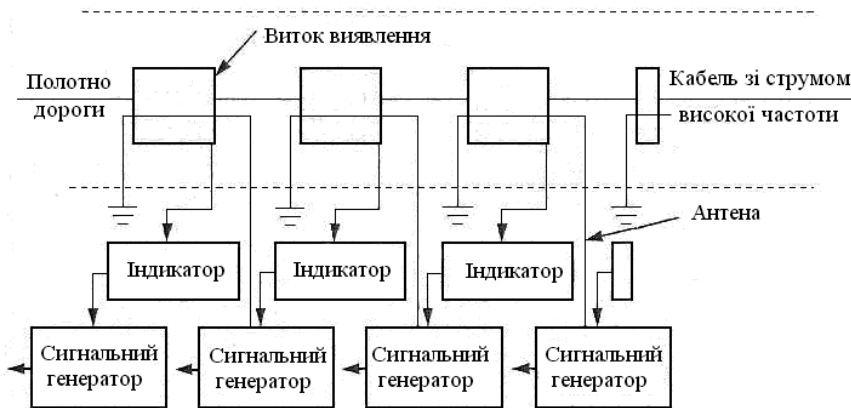 Виток виявлення
Полотно
дороги
Кабель зі струмом
високої частоти
Антена
Індикатор
Індикатор
Індикатор
Сигнальний
генератор
Сигнальний
генератор
Сигнальний
генератор
Сигнальний
генератор